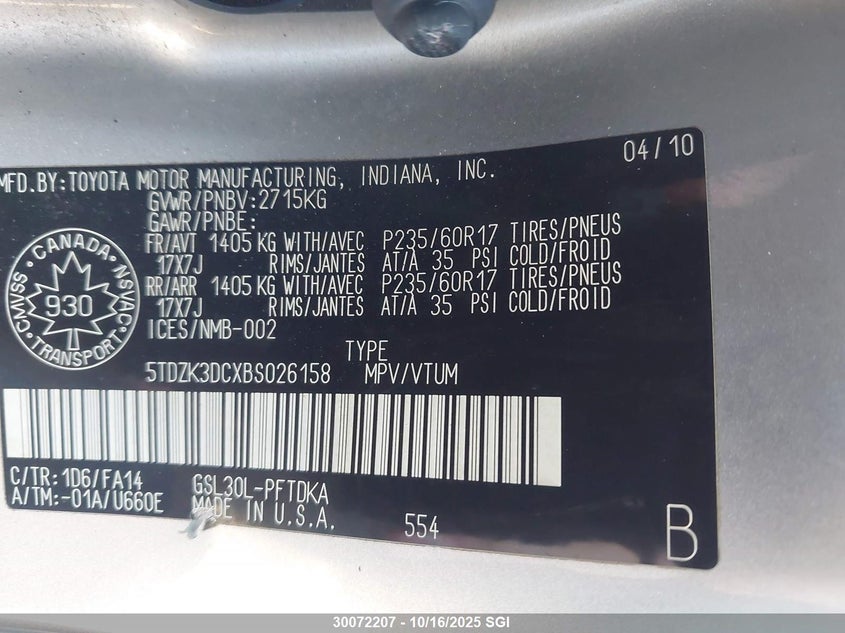 04/10
MFD.BY:TOYOTA MOTOR MANUFACTURING, INDIANA, INC.
GVWR/PNBV:2715KG
GAWR/PNBE:
FR/AVT 1405 KG WITH/AVEC P235/60R17 TIRES/PNEUS
17X7J RIMS/JANTES AT/A 35 PSI COLD/FROID
RR/ARR 1405 KG WITH/AVEC P235/60R17 TIRES/PNEUS
17X7J RIMS/JANTES AT/A 35 PSI COLD/FROID
ICES/NMB-002
CANADA · NSVAC · TRANSPORT · CMVSS ·
930
TYPE
5TDZK3DCXBS026158 MPV/VTUM
C/TR: 1D6/FA14 GSL30L-PFTDKA
A/TM:-01A/U660E MADE IN U.S.A. 554
B
30072207 - 10/16/2025 SGI